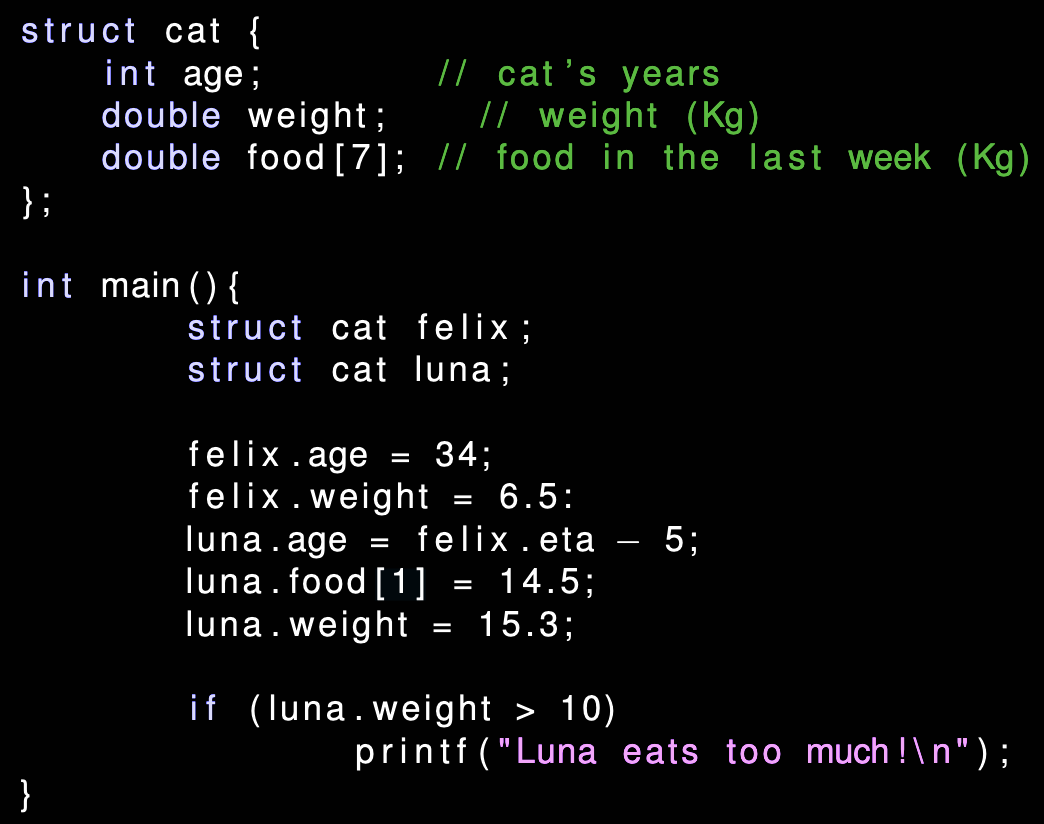 struct cat {
    int age;        // cat's years
    double weight;    // weight (Kg)
    double food[7]; // food in the last week (Kg)
};

int main(){
        struct cat felix;
        struct cat luna;

        felix.age = 34;
        felix.weight = 6.5:
        luna.age = felix.eta − 5;
        luna.food[1] = 14.5;
        luna.weight = 15.3;

        if (luna.weight > 10)
                printf("Luna eats too much!\n");
}